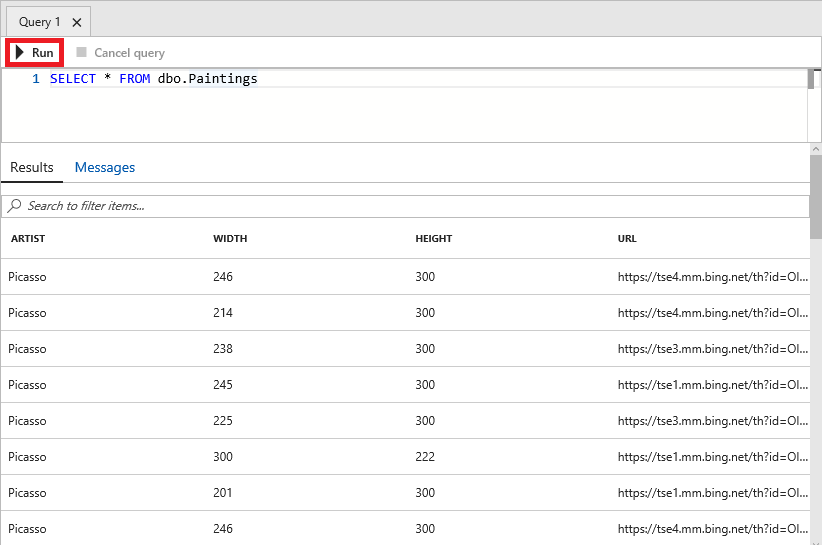 Query 1
Run Cancel query
1 SELECT * FROM dbo.Paintings
Results Messages
Search to filter items...
ARTIST WIDTH HEIGHT URL
Picasso 246 300 https://tse4.mm.bing.net/th?id=OI...
Picasso 214 300 https://tse4.mm.bing.net/th?id=OI...
Picasso 238 300 https://tse3.mm.bing.net/th?id=OI...
Picasso 245 300 https://tse1.mm.bing.net/th?id=OI...
Picasso 225 300 https://tse3.mm.bing.net/th?id=OI...
Picasso 300 222 https://tse1.mm.bing.net/th?id=OI...
Picasso 201 300 https://tse1.mm.bing.net/th?id=OI...
Picasso 246 300 https://tse4.mm.bing.net/th?id=OI...